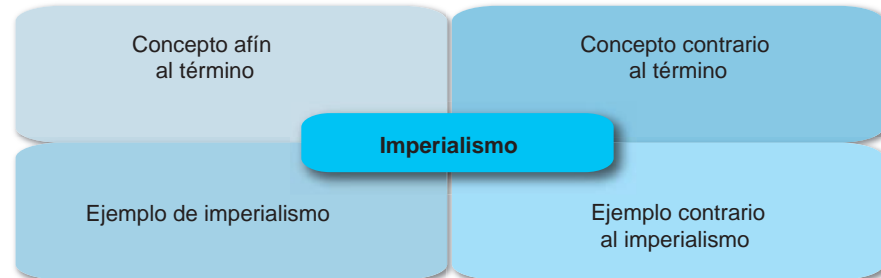 Concepto afín
al término
Concepto contrario
al término
Imperialismo
Ejemplo de imperialismo
Ejemplo contrario
al imperialismo